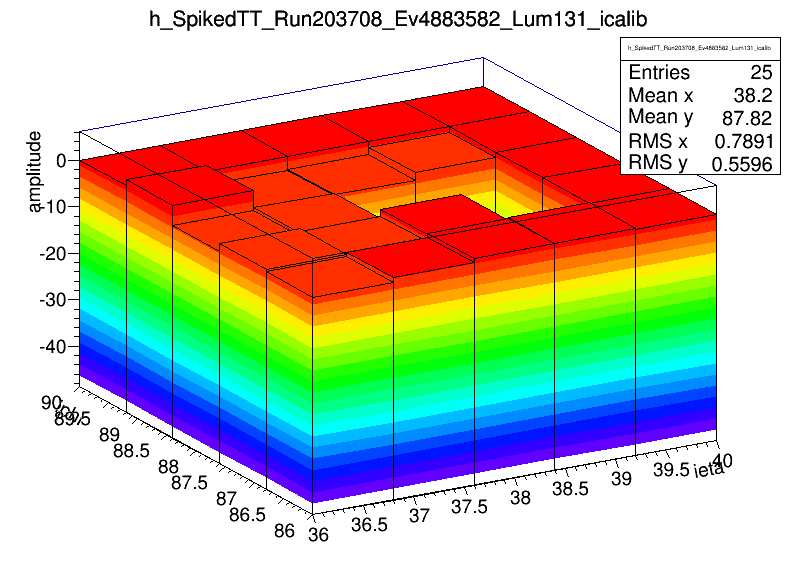 h_SpikedTT_Run203708_Ev4883582_Lum131_icalib
h_SpikedTT_Run203708_Ev4883582_Lum131_icalib
Entries 25
Mean x 38.2
Mean y 87.82
RMS x 0.7891
RMS y 0.5596
amplitude
0
-10
-20
-30
-40
90
89.5
89
88.5
88
87.5
87
86.5
86
36
36.5
37
37.5
38
38.5
39
39.5
40
ieta